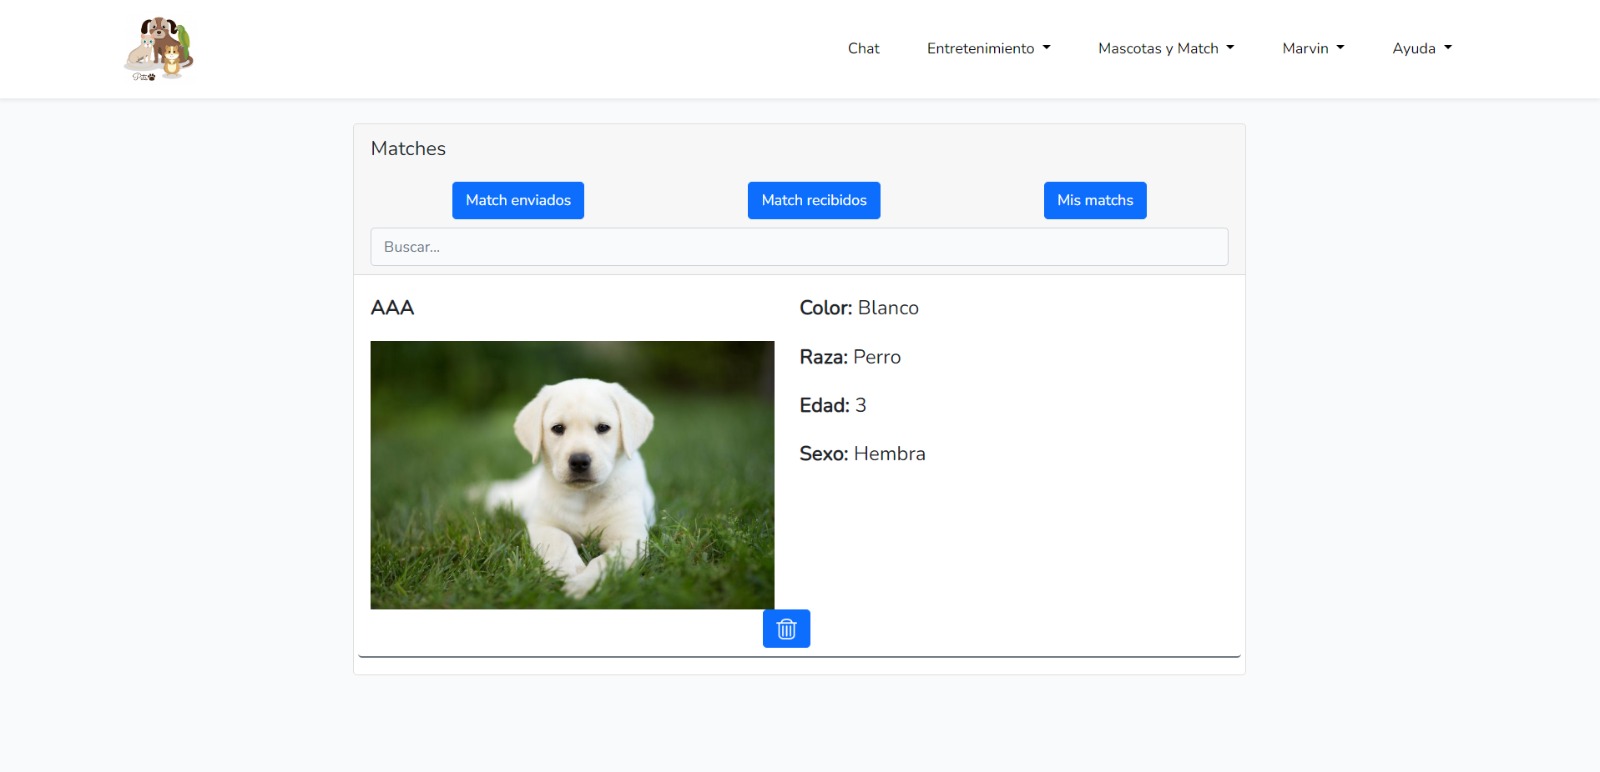 Chat
Entretenimiento
Mascotas y Match
Marvin
Ayuda
Matches
Match enviados
Match recibidos
Mis matchs
Buscar...
AAA
Color: Blanco
Raza: Perro
Edad: 3
Sexo: Hembra